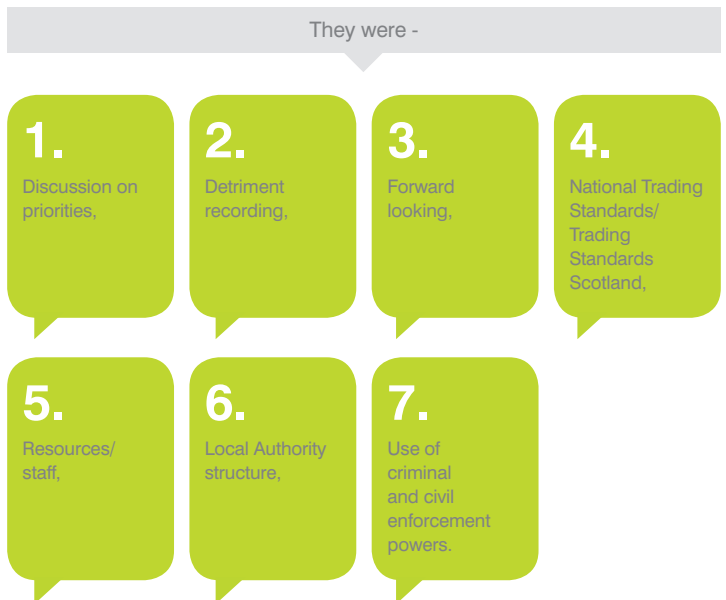 They were -
1.
Discussion on
priorities,
2.
Detriment
recording,
3.
Forward
looking,
4.
National Trading
Standards/
Trading
Standards
Scotland,
5.
Resources/
staff,
6.
Local Authority
structure,
7.
Use of
criminal
and civil
enforcement
powers.